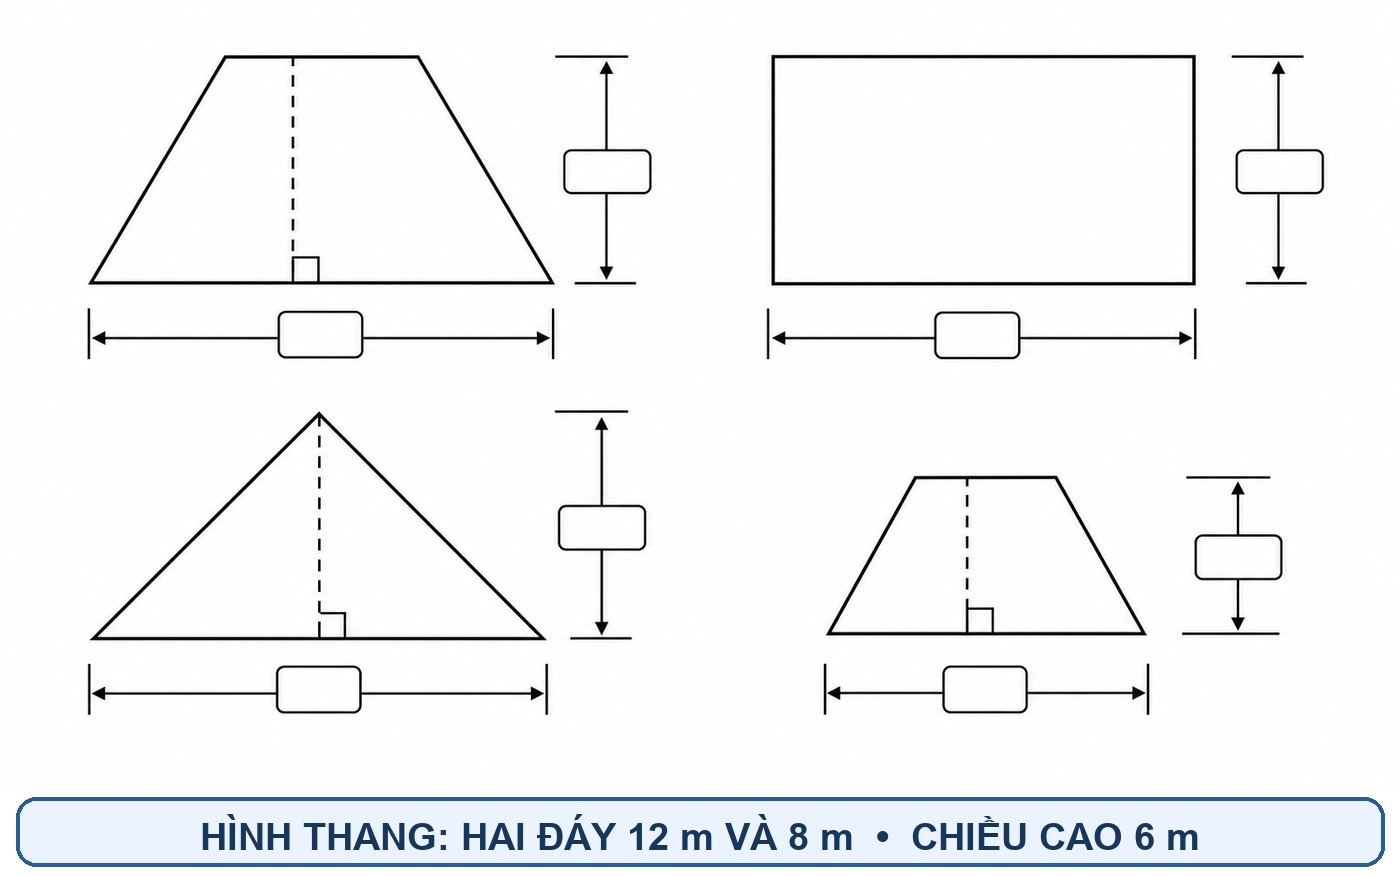 HÌNH THANG: HAI ĐÁY 12 m VÀ 8 m • CHIỀU CAO 6 m